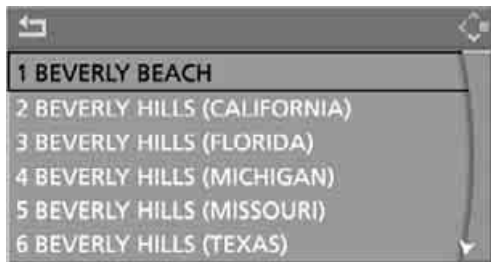 1 BEVERLY BEACH
2 BEVERLY HILLS (CALIFORNIA)
3 BEVERLY HILLS (FLORIDA)
4 BEVERLY HILLS (MICHIGAN)
5 BEVERLY HILLS (MISSOURI)
6 BEVERLY HILLS (TEXAS)